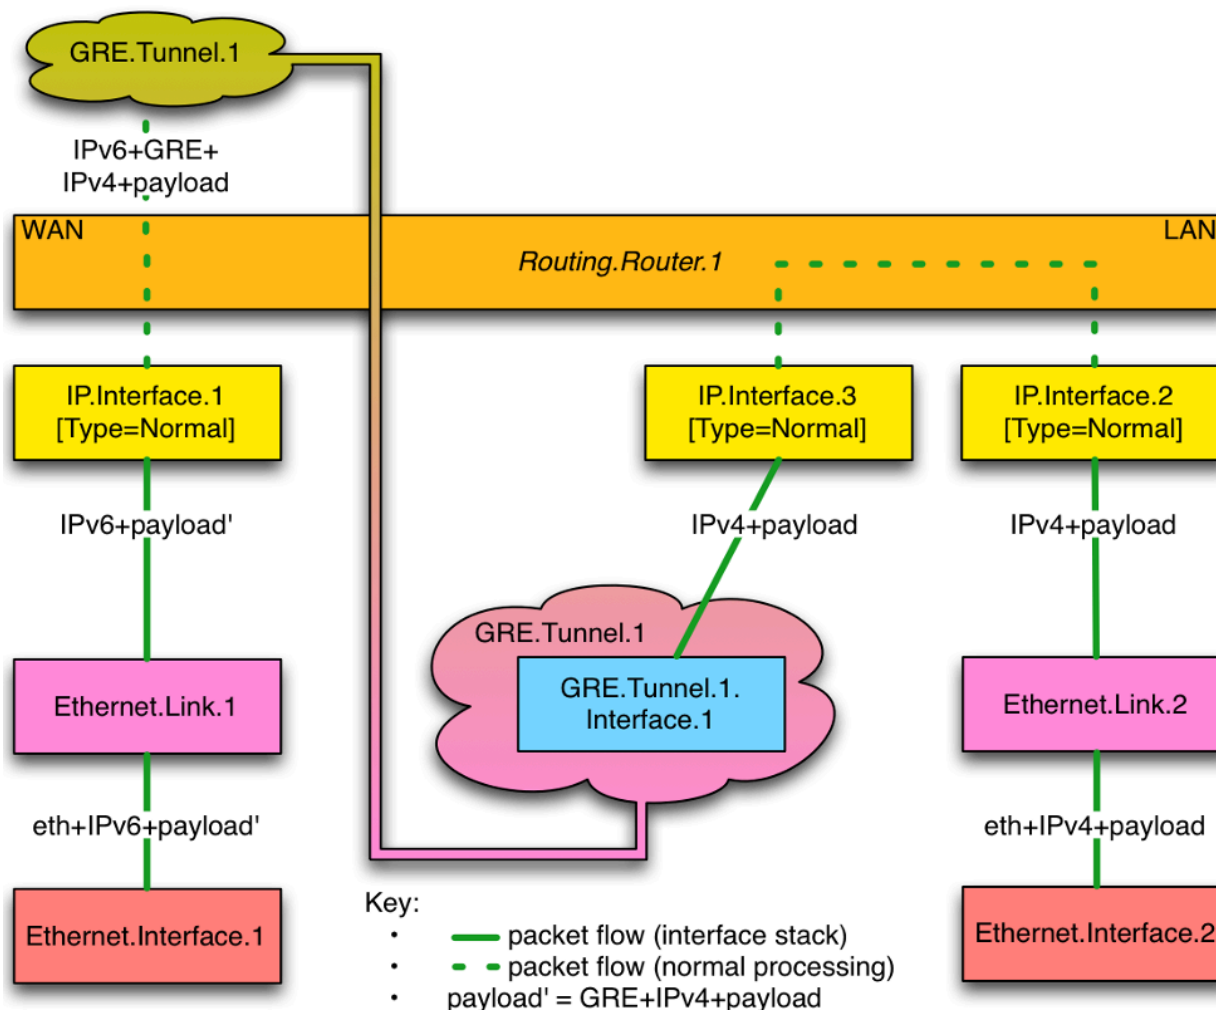 GRE.Tunnel.1
IPv6+GRE+
IPv4+payload
WAN
LAN
Routing.Router.1
IP.Interface.1
[Type=Normal]
IP.Interface.3
[Type=Normal]
IP.Interface.2
[Type=Normal]
IPv6+payload'
IPv4+payload
IPv4+payload
GRE.Tunnel.1
GRE.Tunnel.1.
Interface.1
Ethernet.Link.1
Ethernet.Link.2
eth+IPv6+payload'
eth+IPv4+payload
Ethernet.Interface.1
Ethernet.Interface.2
Key:
• packet flow (interface stack)
• packet flow (normal processing)
• payload' = GRE+IPv4+payload